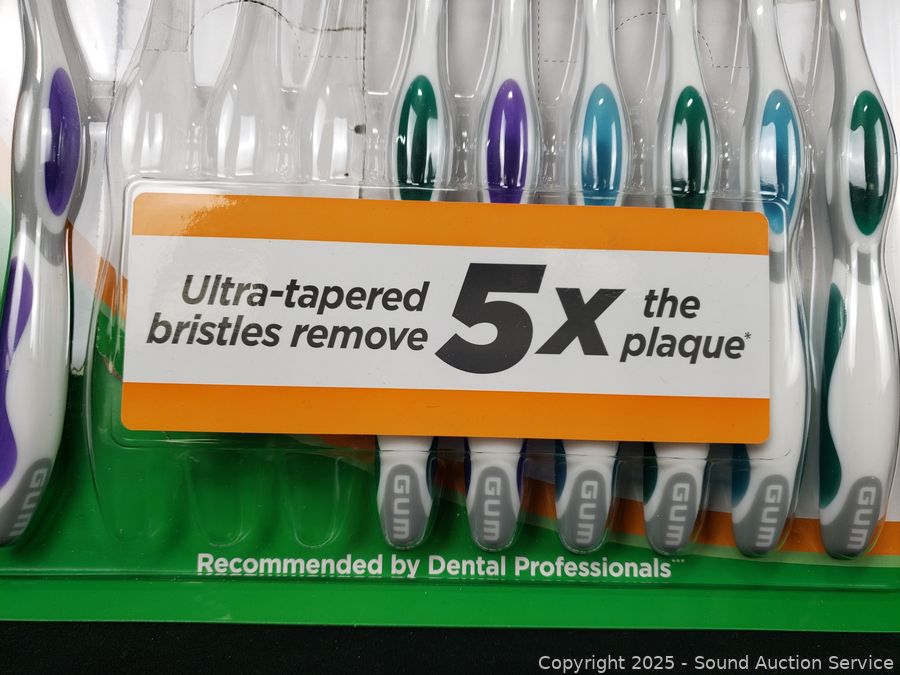 Ultra-tapered
bristles remove
5x
the
plaque*
GUM
GUM
GUM
GUM
GUM
GUM
GUM
Recommended by Dental Professionals***
Copyright 2025 - Sound Auction Service